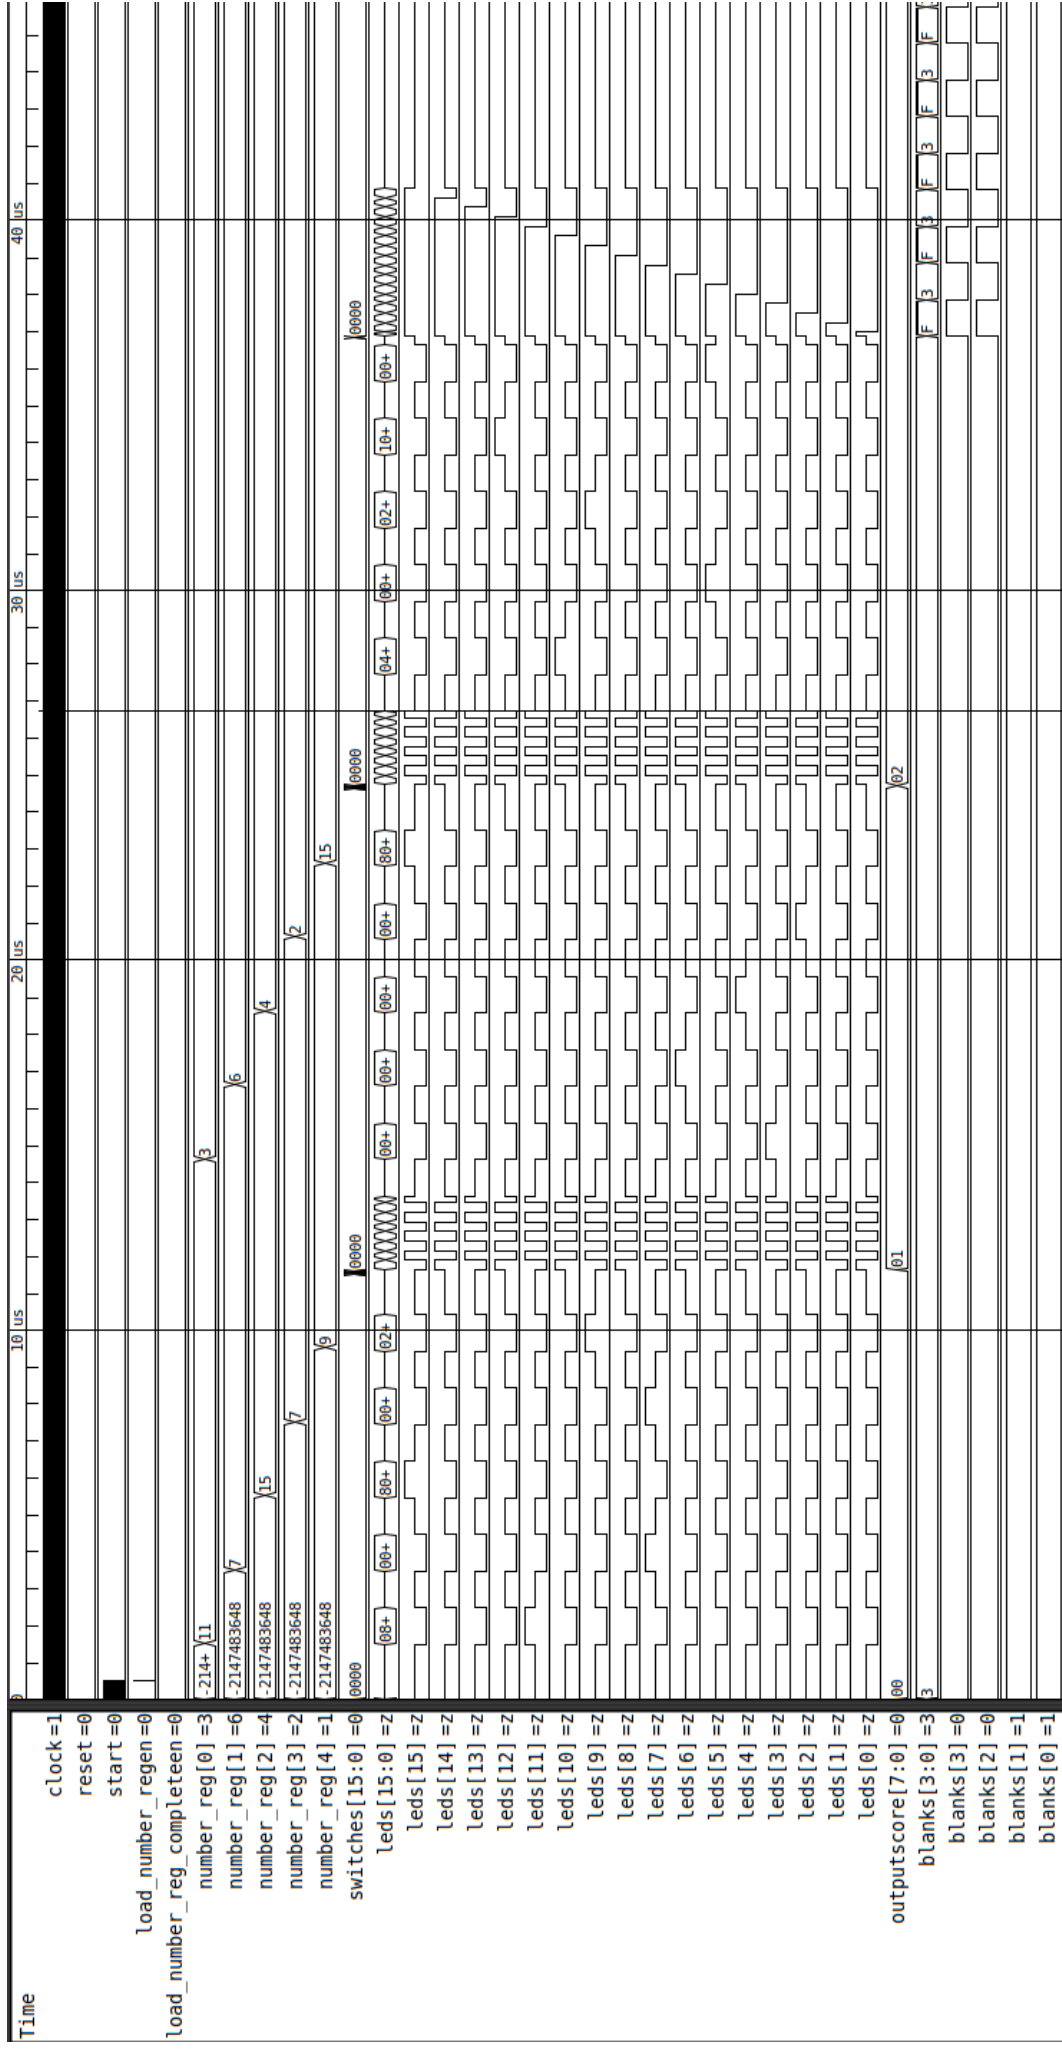 Time 0 10 us 20 us 30 us 40 us
clock =1
reset =0
start =0
load_number_regen =0
load_number_reg_completeen =0
number_reg[0] =3 -214+ 11 3
number_reg[1] =6 -2147483648 7 6
number_reg[2] =4 -2147483648 15 4
number_reg[3] =2 -2147483648 7 2
number_reg[4] =1 -2147483648 9 15
switches[15:0] =0 0000 0000 0000 0000
leds[15:0] =Z 08+ 00+ 80+ 00+ 02+ 00+ 00+ 00+ 00+ 80+ 04+ 00+ 02+ 10+ 00+
leds[15] =Z
leds[14] =Z
leds[13] =Z
leds[12] =Z
leds[11] =Z
leds[10] =Z
leds[9] =Z
leds[8] =Z
leds[7] =Z
leds[6] =Z
leds[5] =Z
leds[4] =Z
leds[3] =Z
leds[2] =Z
leds[1] =Z
leds[0] =Z
outputscore[7:0] =0 00 01 02
blanks[3:0] =3 3 F 3 F 3 F 3 F 3 F
blanks[3] =0
blanks[2] =0
blanks[1] =1
blanks[0] =1